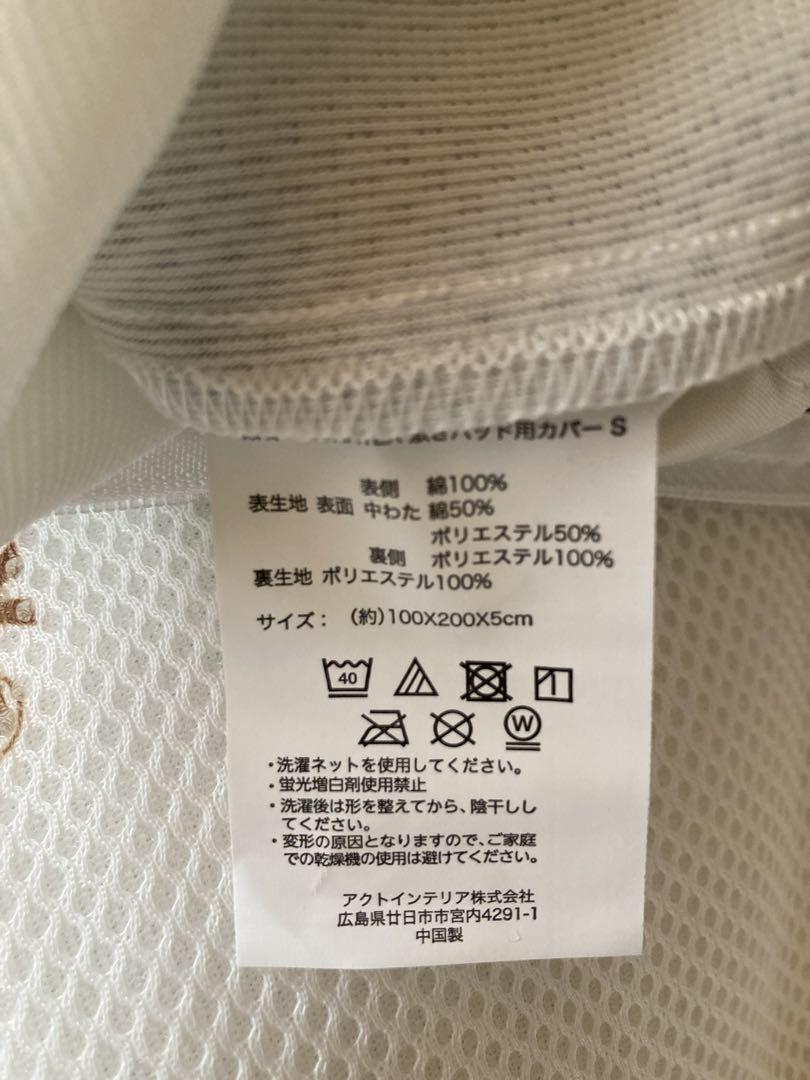 パッド用カバー S
表側 綿100%
表生地 表面 中わた 綿50%
ポリエステル50%
裏側 ポリエステル100%
裏生地 ポリエステル100%
サイズ： （約）100X200X5cm
40
W
・洗濯ネットを使用してください。
・蛍光増白剤使用禁止
・洗濯後は形を整えてから、陰干しし
てください。
・変形の原因となりますので、ご家庭
での乾燥機の使用は避けてください。
アクトインテリア株式会社
広島県廿日市市宮内4291-1
中国製